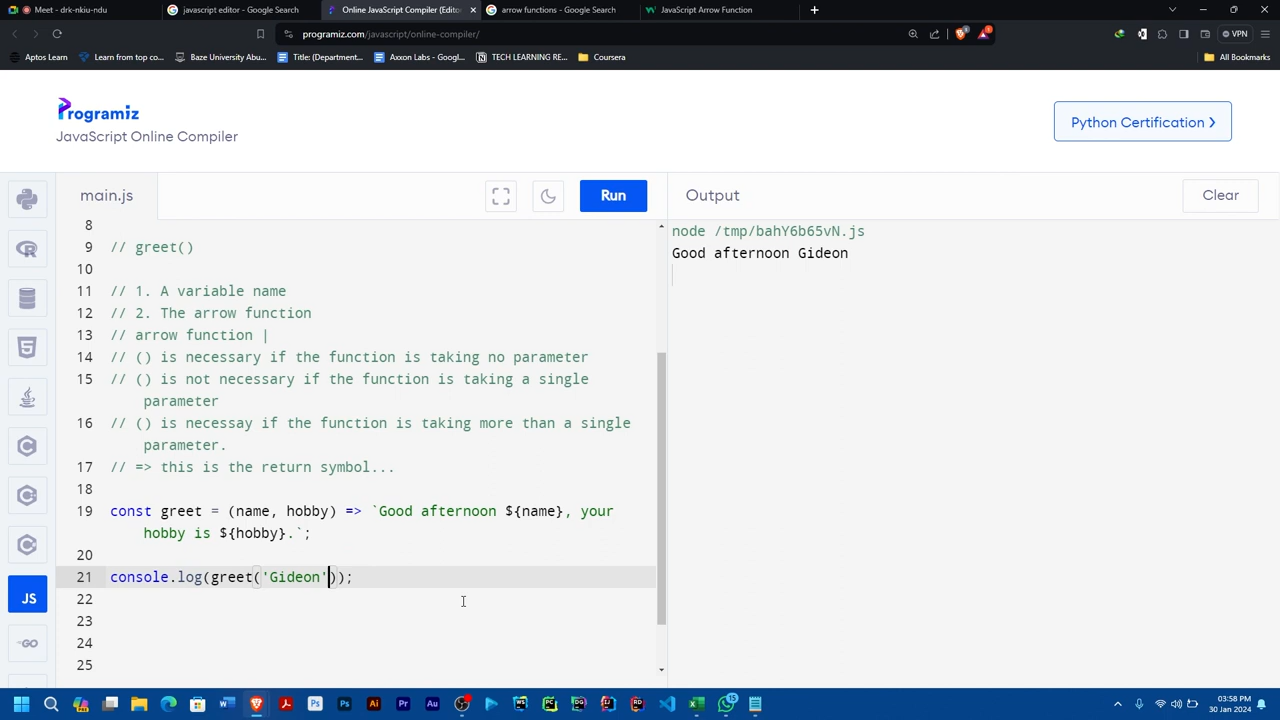 Meet - drk-nkiu-ndu
javascript editor - Google Search
Online JavaScript Compiler (Editor
arrow functions - Google Search
JavaScript Arrow Function
programiz.com/javascript/online-compiler/
VPN
Aptos Learn
Learn from top co...
Baze University Abu...
Title: (Department...
Axxon Labs - Googl...
TECH LEARNING RE...
Coursera
All Bookmarks
Programiz
JavaScript Online Compiler
Python Certification
main.js
Run
Output
Clear
8
9 // greet()
10
11 // 1. A variable name
12 // 2. The arrow function
13 // arrow function |
14 // () is necessary if the function is taking no parameter
15 // () is not necessary if the function is taking a single
parameter
16 // () is necessay if the function is taking more than a single
parameter.
17 // => this is the return symbol...
18
19 const greet = (name, hobby) => `Good afternoon ${name}, your
hobby is ${hobby}.`;
20
21 console.log(greet('Gideon'));
22
23
24
25
node /tmp/bahY6b65vN.js
Good afternoon Gideon
JS
GO
15
03:58 PM
30 Jan 2024